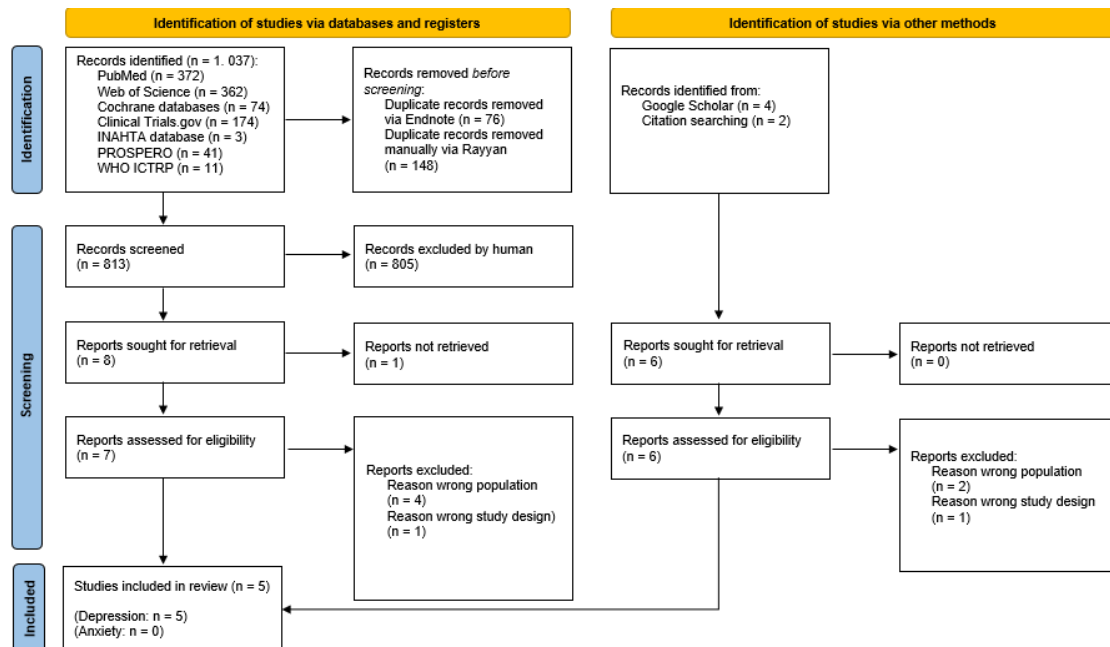 Identification of studies via databases and registers
Identification of studies via other methods
Identification
Records identified (n = 1. 037):
PubMed (n = 372)
Web of Science (n = 362)
Cochrane databases (n = 74)
Clinical Trials.gov (n = 174)
INAHTA database (n = 3)
PROSPERO (n = 41)
WHO ICTRP (n = 11)
Records removed before
screening:
Duplicate records removed
via Endnote (n = 76)
Duplicate records removed
manually via Rayyan
(n = 148)
Records identified from:
Google Scholar (n = 4)
Citation searching (n = 2)
Screening
Records screened
(n = 813)
Records excluded by human
(n = 805)
Reports sought for retrieval
(n = 8)
Reports not retrieved
(n = 1)
Reports sought for retrieval
(n = 6)
Reports not retrieved
(n = 0)
Reports assessed for eligibility
(n = 7)
Reports excluded:
Reason wrong population
(n = 4)
Reason wrong study design)
(n = 1)
Reports assessed for eligibility
(n = 6)
Reports excluded:
Reason wrong population
(n = 2)
Reason wrong study design
(n = 1)
Included
Studies included in review (n = 5)
(Depression: n = 5)
(Anxiety: n = 0)